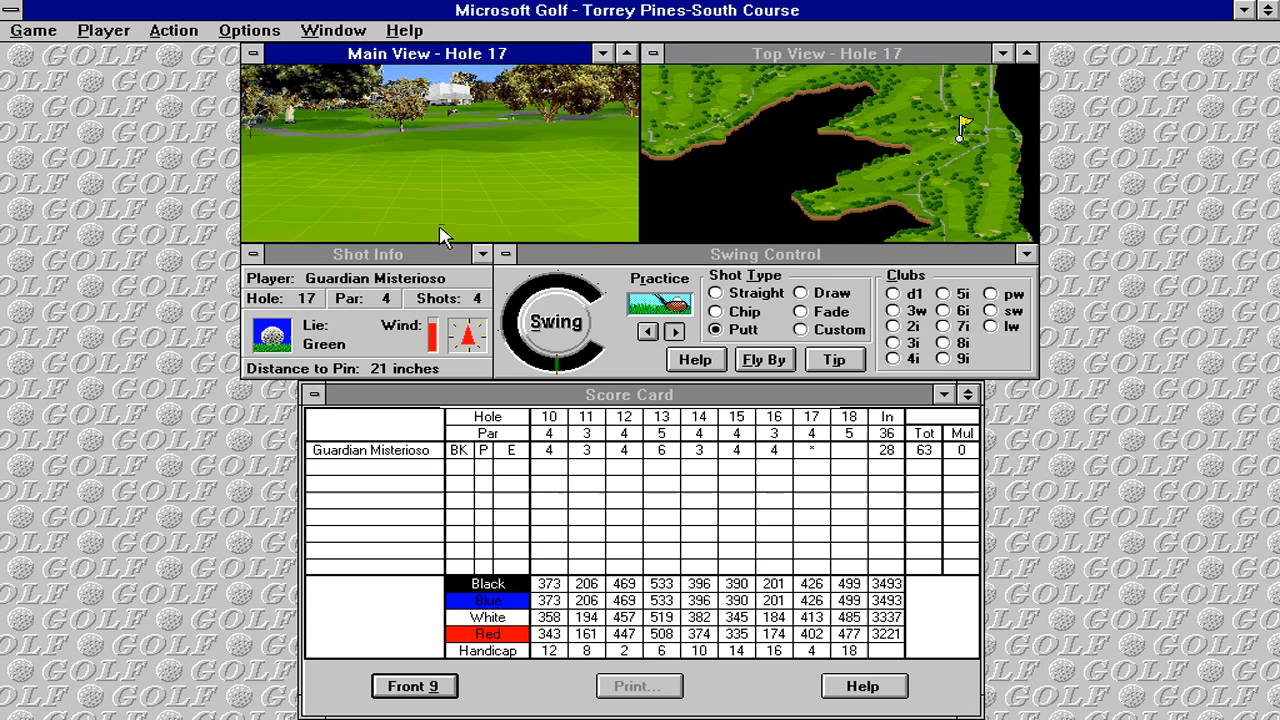 Microsoft Golf - Torrey Pines-South Course
Game Player Action Options Window Help
Main View - Hole 17
Top View - Hole 17
Shot Info
Player: Guardian Misterioso
Hole: 17 Par: 4 Shots: 4
Lie: Wind:
Green
Distance to Pin: 21 inches
Swing Control
Swing
Practice
Shot Type
Straight Draw
Chip Fade
Putt Custom
Help Fly By Tip
Clubs
d1 5i pw
3w 6i sw
2i 7i lw
3i 8i
4i 9i
Score Card
Hole 10 11 12 13 14 15 16 17 18 In
Par 4 3 4 5 4 4 3 4 5 36 Tot Mul
Guardian Misterioso BK P E 4 3 4 6 3 4 4 * 28 63 0
Black 373 206 469 533 396 390 201 426 499 3493
Blue 373 206 469 533 396 390 201 426 499 3493
White 358 194 457 519 382 345 184 413 485 3337
Red 343 161 447 508 374 335 174 402 477 3221
Handicap 12 8 2 6 10 14 16 4 18
Front 9 Print... Help
GOLF